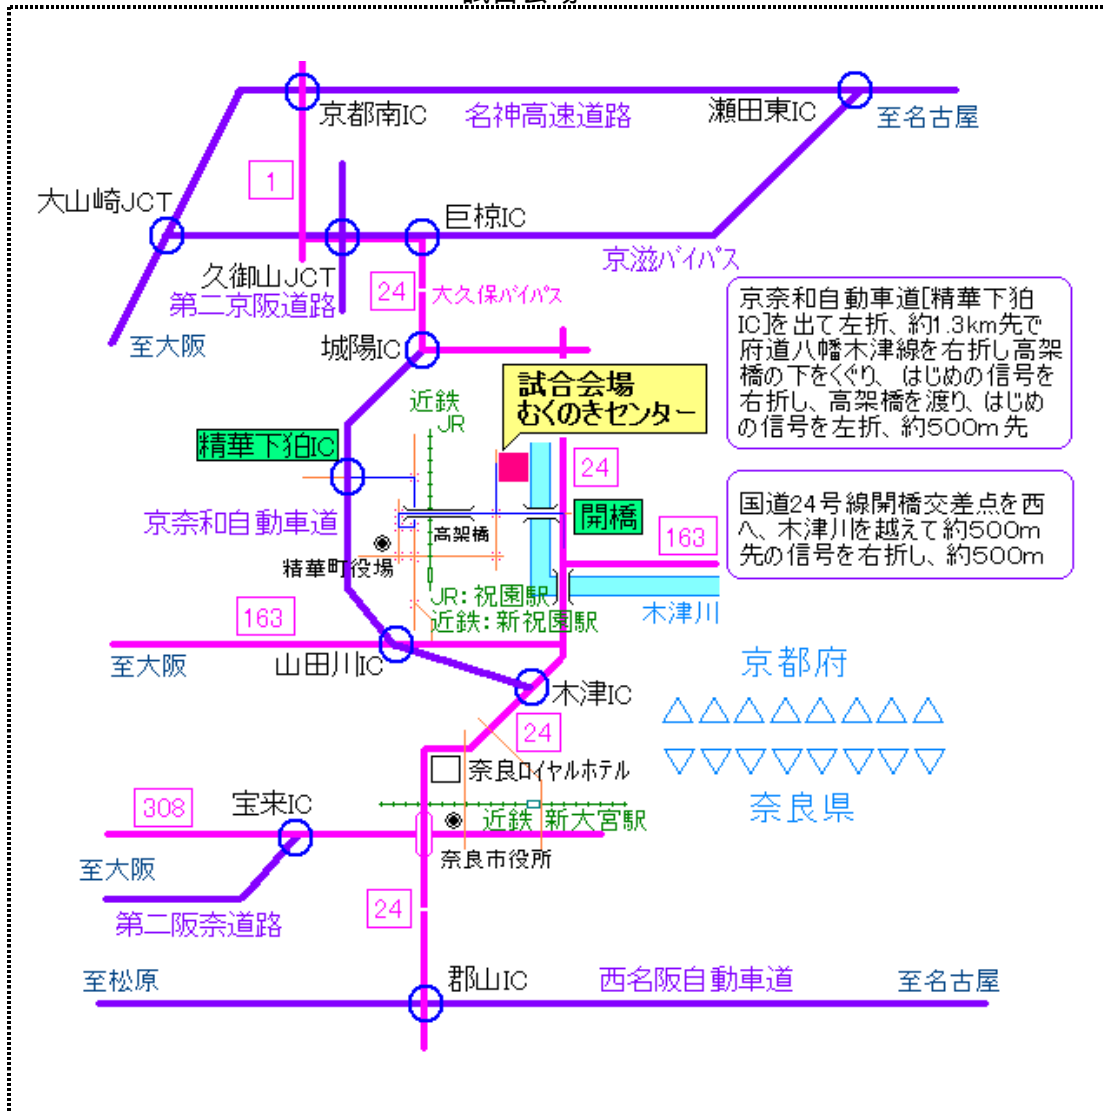 試合会場
京都南IC
名神高速道路
瀬田東IC
至名古屋
1
大山崎JCT
巨椋IC
京滋バイパス
久御山JCT
第二京阪道路
24
大久保バイパス
至大阪
城陽IC
京奈和自動車道[精華下狛
IC]を出て左折、約1.3km先で
府道八幡木津線を右折し高架
橋の下をくぐり、はじめの信号を
右折し、高架橋を渡り、はじめ
の信号を左折、約500m先
試合会場
むくのきセンター
近鉄
JR
精華下狛IC
24
京奈和自動車道
高架橋
開橋
163
国道24号線開橋交差点を西
へ、木津川を越えて約500m
先の信号を右折し、約500m
精華町役場
JR:祝園駅
近鉄:新祝園駅
木津川
163
至大阪
山田川IC
木津IC
京都府
24
奈良ロイヤルホテル
奈良県
308
宝来IC
近鉄 新大宮駅
奈良市役所
至大阪
第二阪奈道路
24
至松原
郡山IC
西名阪自動車道
至名古屋